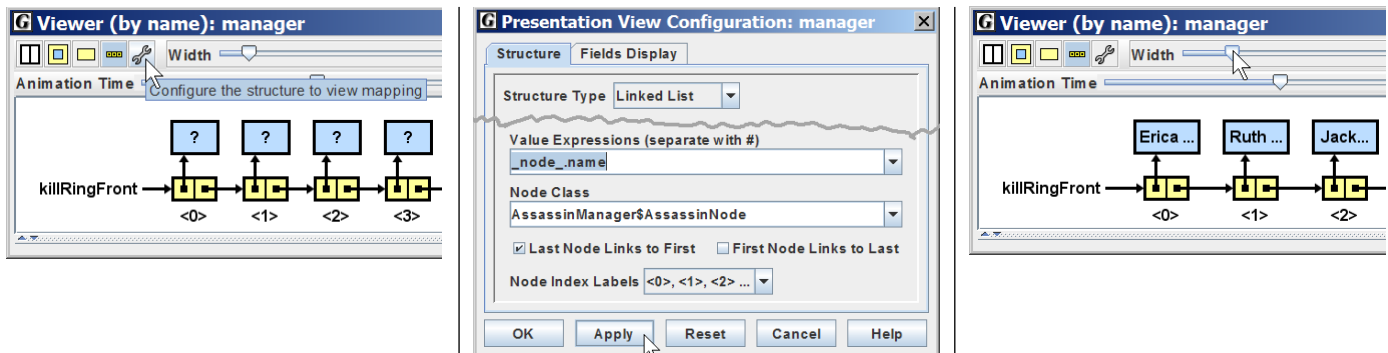 G Viewer (by name): manager
Width
Animation Time
Configure the structure to view mapping
? ? ? ?
killRingFront
<0> <1> <2> <3>
G Presentation View Configuration: manager
Structure Fields Display
Structure Type Linked List
Value Expressions (separate with #)
_node_.name
Node Class
AssassinManager$AssassinNode
Last Node Links to First First Node Links to Last
Node Index Labels <0>, <1>, <2> ...
OK Apply Reset Cancel Help
G Viewer (by name): manager
Width
Animation Time
Erica ... Ruth ... Jack...
killRingFront
<0> <1> <2>